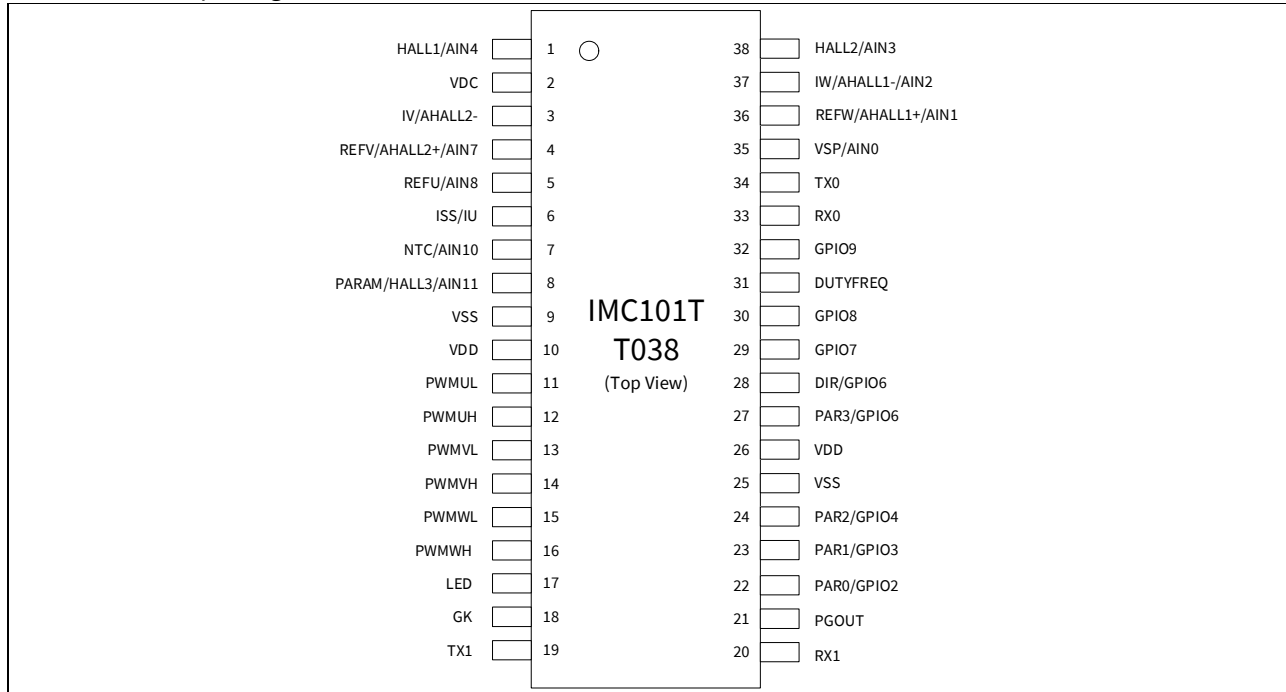 HALL1/AIN4 1 38 HALL2/AIN3
VDC 2 37 IW/AHALL1-/AIN2
IV/AHALL2- 3 36 REFW/AHALL1+/AIN1
REFV/AHALL2+/AIN7 4 35 VSP/AIN0
REFU/AIN8 5 34 TX0
ISS/IU 6 33 RX0
NTC/AIN10 7 32 GPIO9
PARAM/HALL3/AIN11 8 31 DUTYFREQ
VSS 9 IMC101T 30 GPIO8
VDD 10 T038 29 GPIO7
PWMUL 11 (Top View) 28 DIR/GPIO6
PWMUH 12 27 PAR3/GPIO6
PWMVL 13 26 VDD
PWMVH 14 25 VSS
PWMWL 15 24 PAR2/GPIO4
PWMWH 16 23 PAR1/GPIO3
LED 17 22 PAR0/GPIO2
GK 18 21 PGOUT
TX1 19 20 RX1